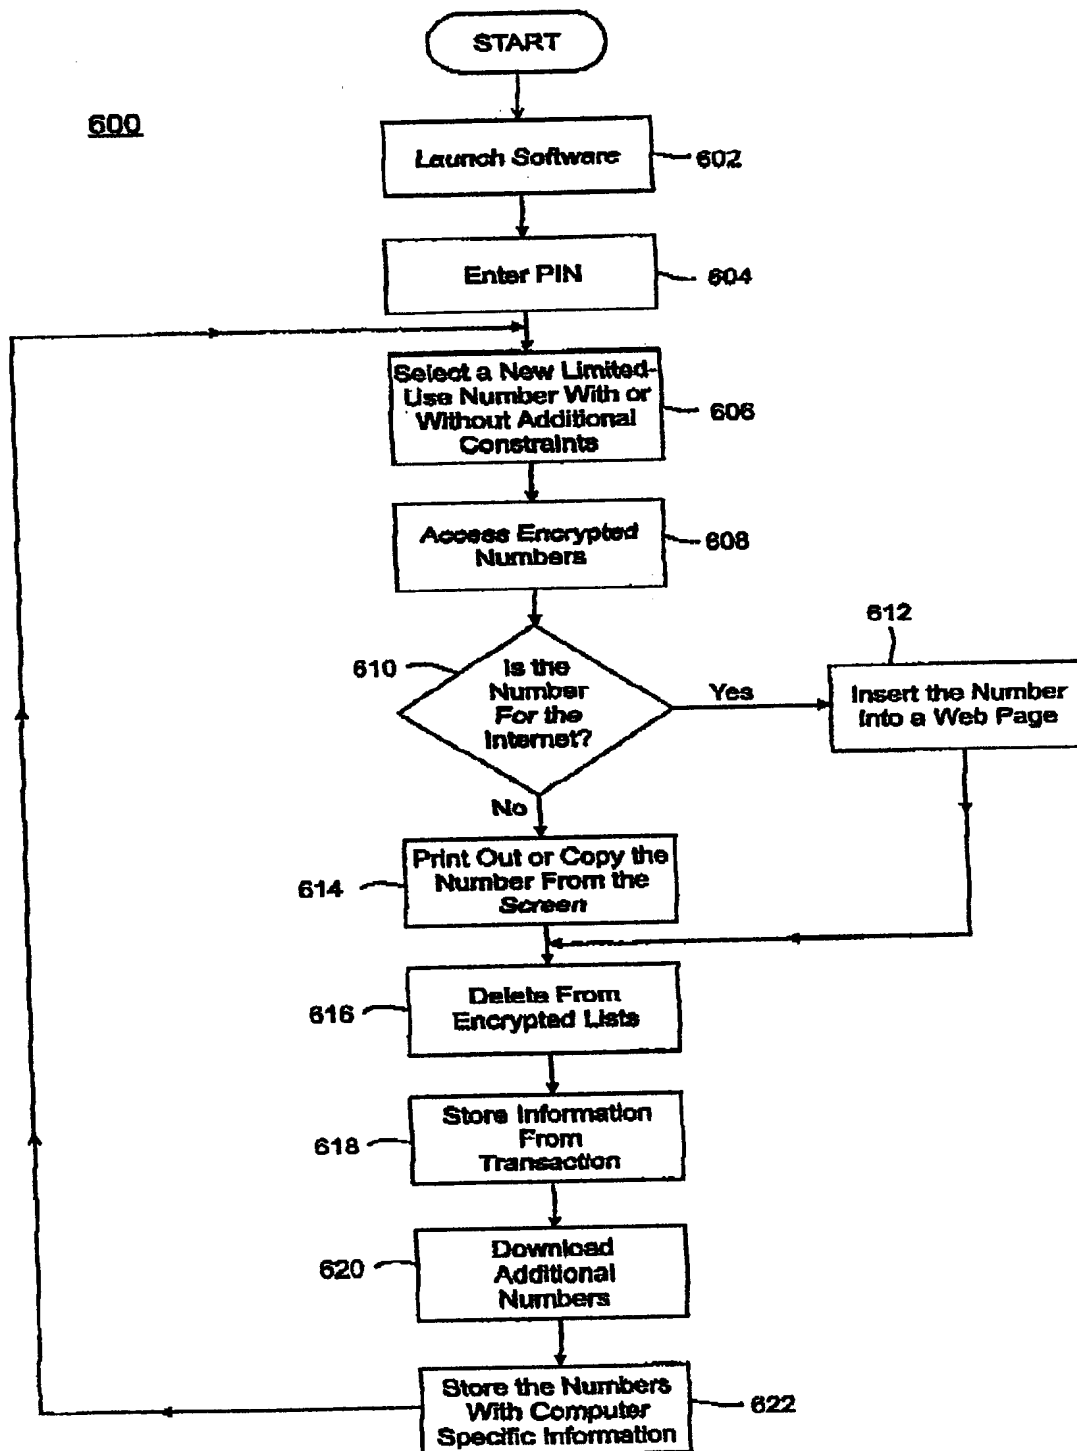 START
600
Launch Software
602
Enter PIN
604
Select a New Limited-
Use Number With or
Without Additional
Constraints
606
Access Encrypted
Numbers
608
610
Is the
Number
For the
Internet?
Yes
612
Insert the Number
Into a Web Page
No
614
Print Out or Copy the
Number From the
Screen
616
Delete From
Encrypted Lists
618
Store Information
From
Transaction
620
Download
Additional
Numbers
Store the Numbers
With Computer
Specific Information
622